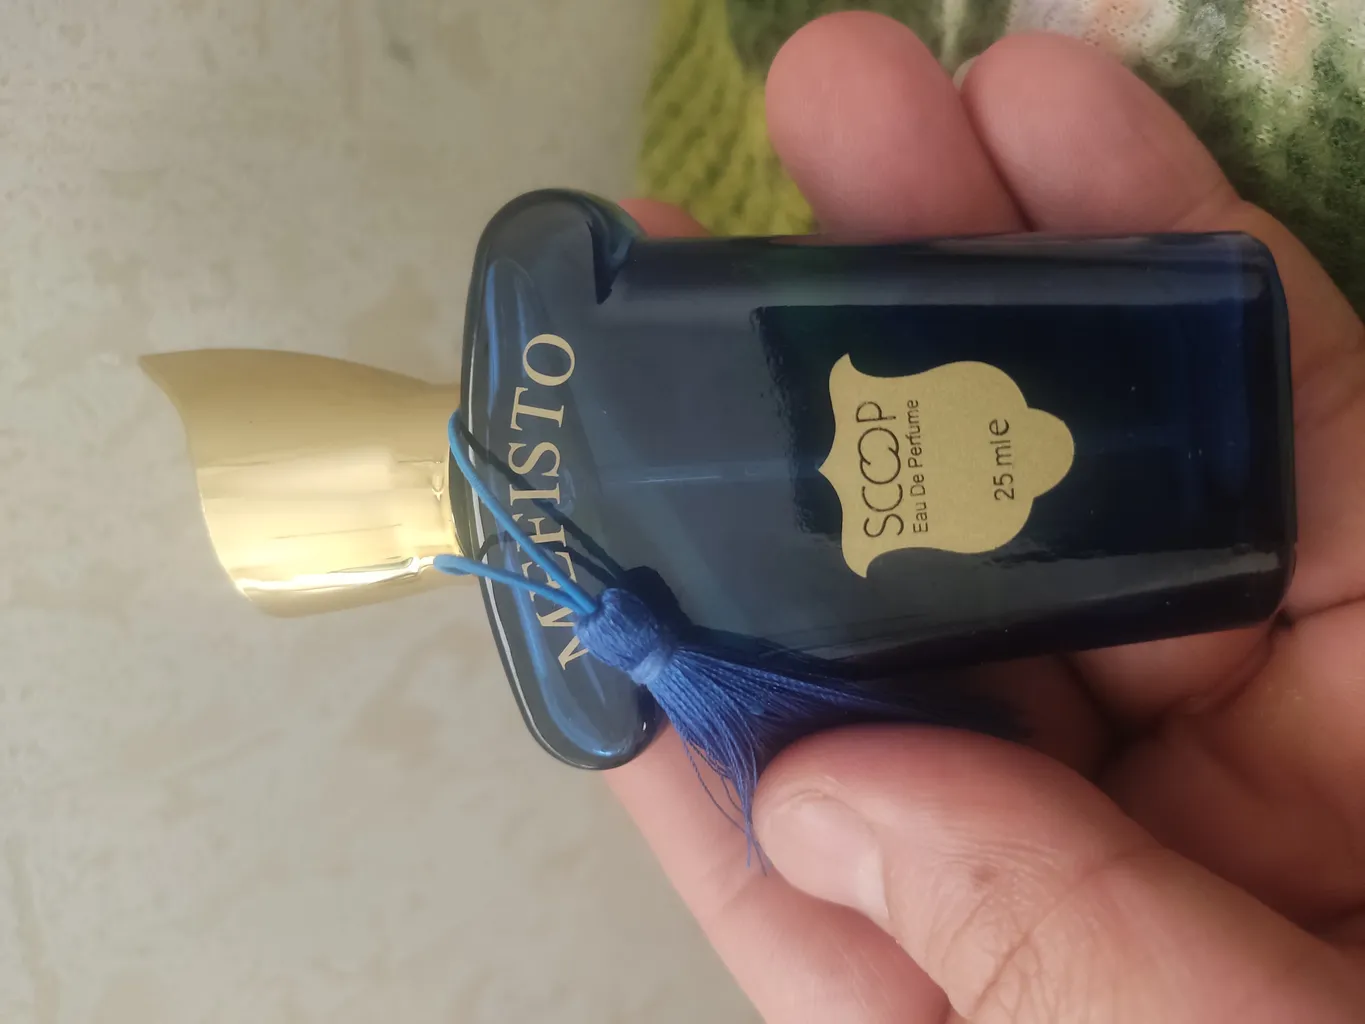 MEFISTO
SCOOP
Eau De Perfume
25 mle